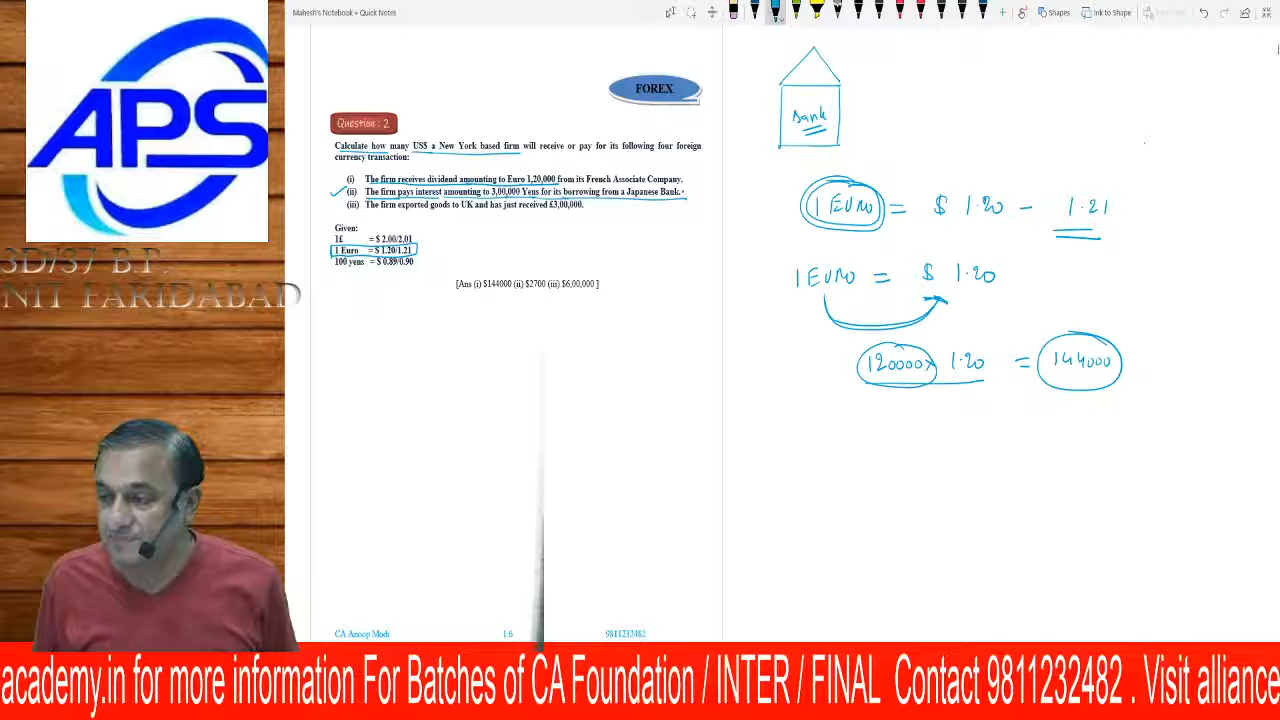 Mahesh's Notebook • Quick Notes
Shapes
Ink to Shape
APS
3D/37 B.P.
NIT FARIDABAD
FOREX
Question : 2
Calculate how many US$ a New York based firm will receive or pay for its following four foreign
currency transaction:
(i) The firm receives dividend amounting to Euro 1,20,000 from its French Associate Company.
(ii) The firm pays interest amounting to 3,00,000 Yens for its borrowing from a Japanese Bank.
(iii) The firm exported goods to UK and has just received £3,00,000.
Given:
1£ = $ 2.00/2.01
1 Euro = $ 1.20/1.21
100 yens = $ 0.89/0.90
[Ans (i) $144000 (ii) $2700 (iii) $6,00,000 ]
CA Anoop Modi 1.6 9811232482
Bank
1 EURO = $ 1.20 - 1.21
1 EURO = $ 1.20
120000 x 1.20 = 144000
academy.in for more information For Batches of CA Foundation / INTER / FINAL Contact 9811232482 . Visit alliance